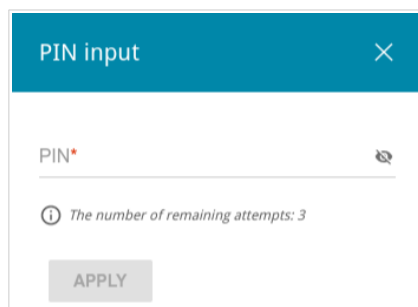 PIN input
PIN*
The number of remaining attempts: 3
APPLY